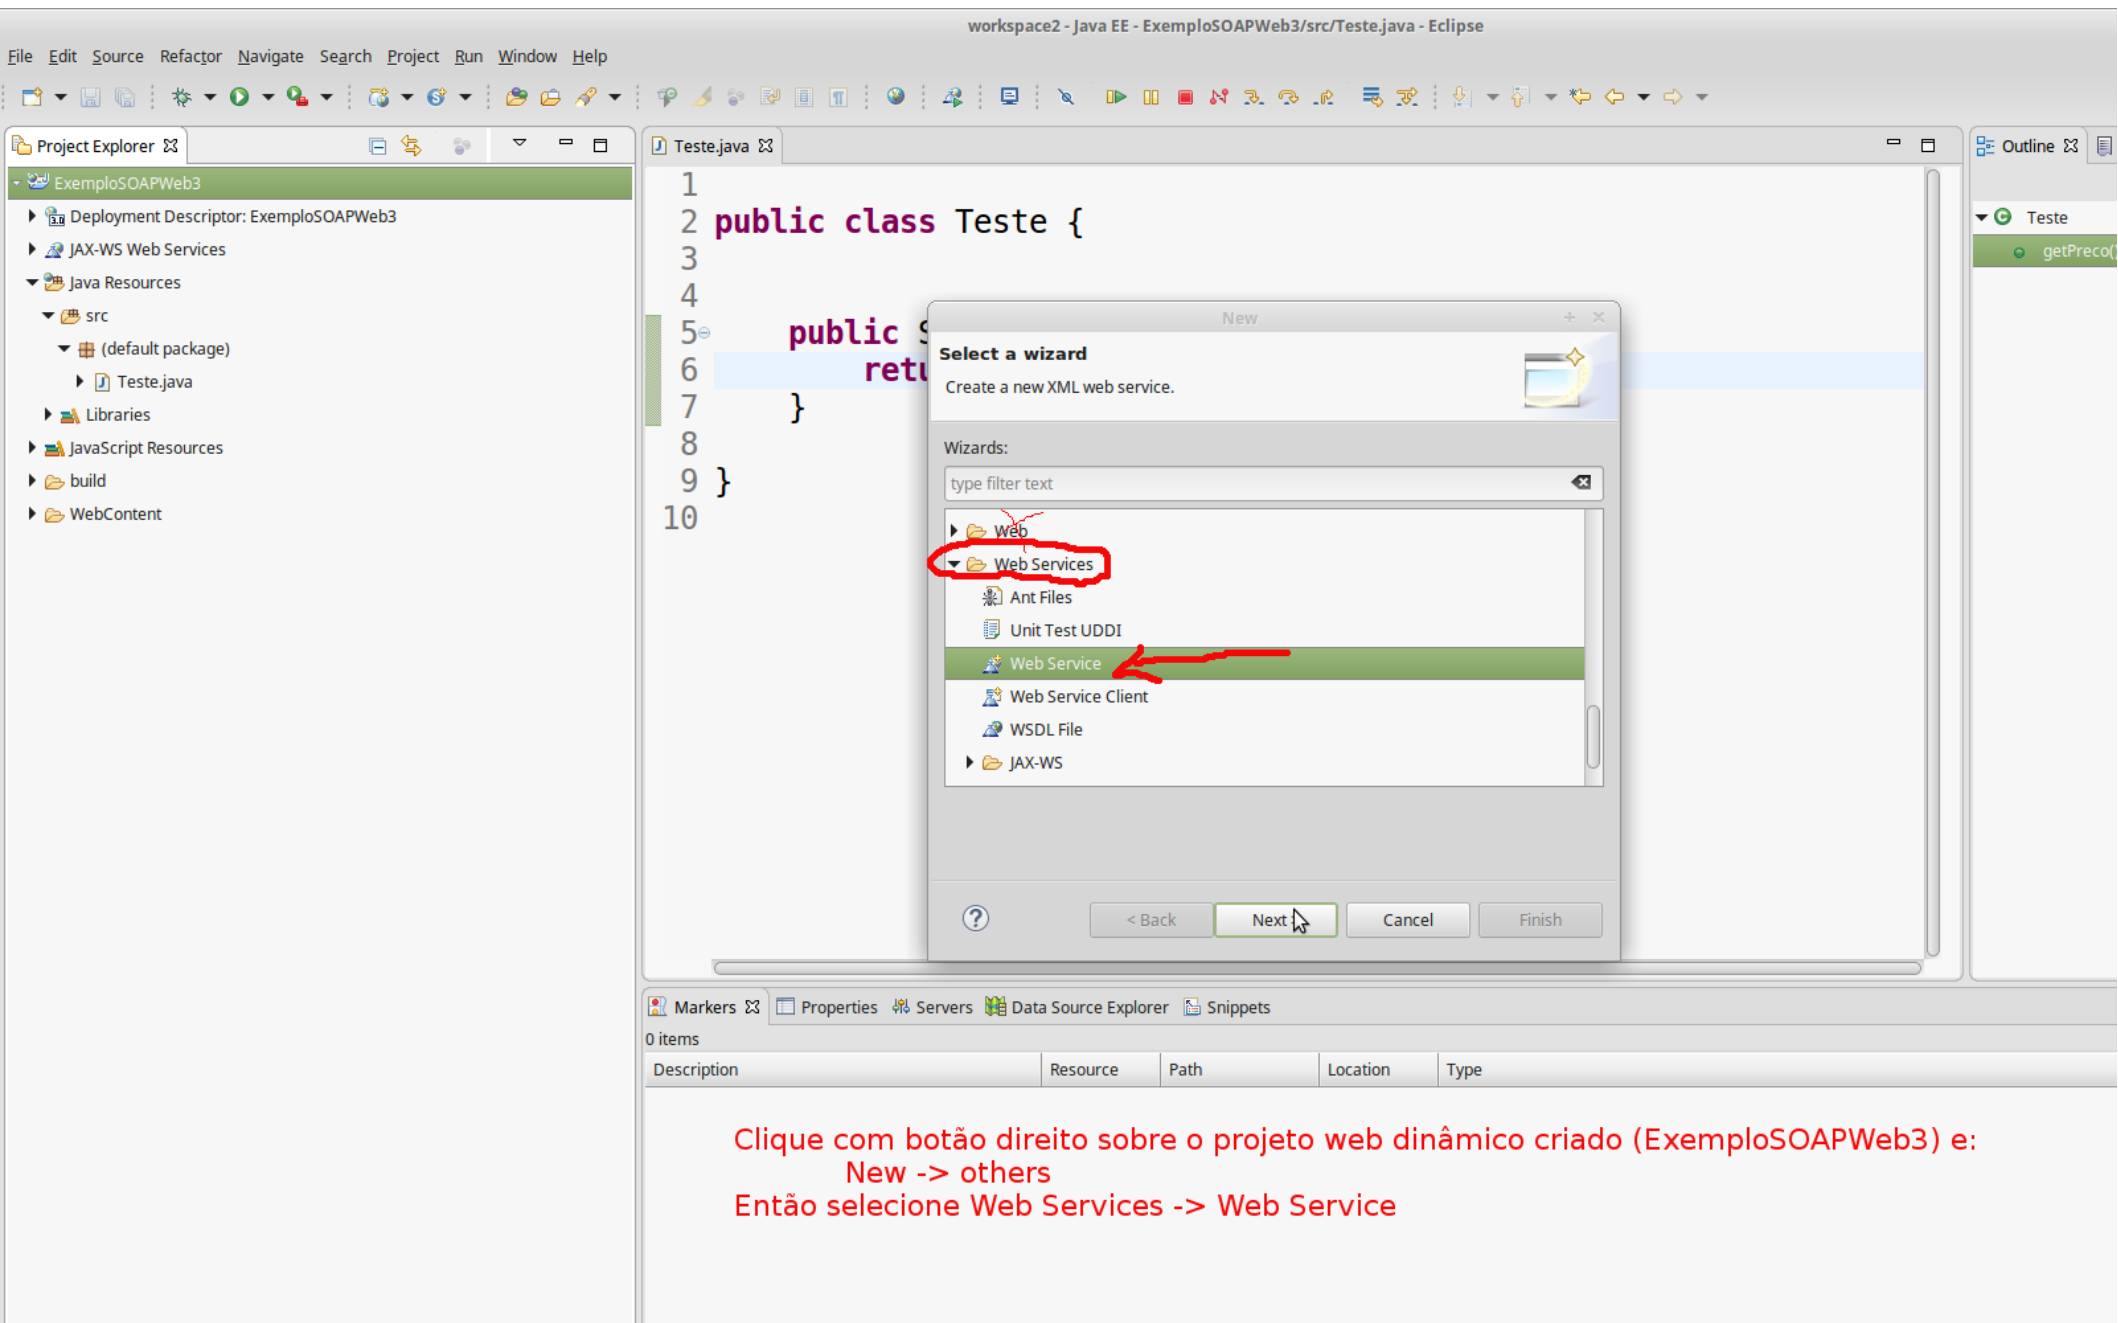 workspace2 - Java EE - ExemploSOAPWeb3/src/Teste.java - Eclipse
File Edit Source Refactor Navigate Search Project Run Window Help
Project Explorer
ExemploSOAPWeb3
Deployment Descriptor: ExemploSOAPWeb3
JAX-WS Web Services
Java Resources
src
(default package)
Teste.java
Libraries
JavaScript Resources
build
WebContent
Teste.java
1
2 public class Teste {
3
4
5 public S
6 retu
7 }
8
9 }
10
New
Select a wizard
Create a new XML web service.
Wizards:
type filter text
Web
Web Services
Ant Files
Unit Test UDDI
Web Service
Web Service Client
WSDL File
JAX-WS
< Back Next Cancel Finish
Outline
Teste
getPreco()
Markers Properties Servers Data Source Explorer Snippets
0 items
Description Resource Path Location Type
Clique com botão direito sobre o projeto web dinâmico criado (ExemploSOAPWeb3) e:
New -> others
Então selecione Web Services -> Web Service